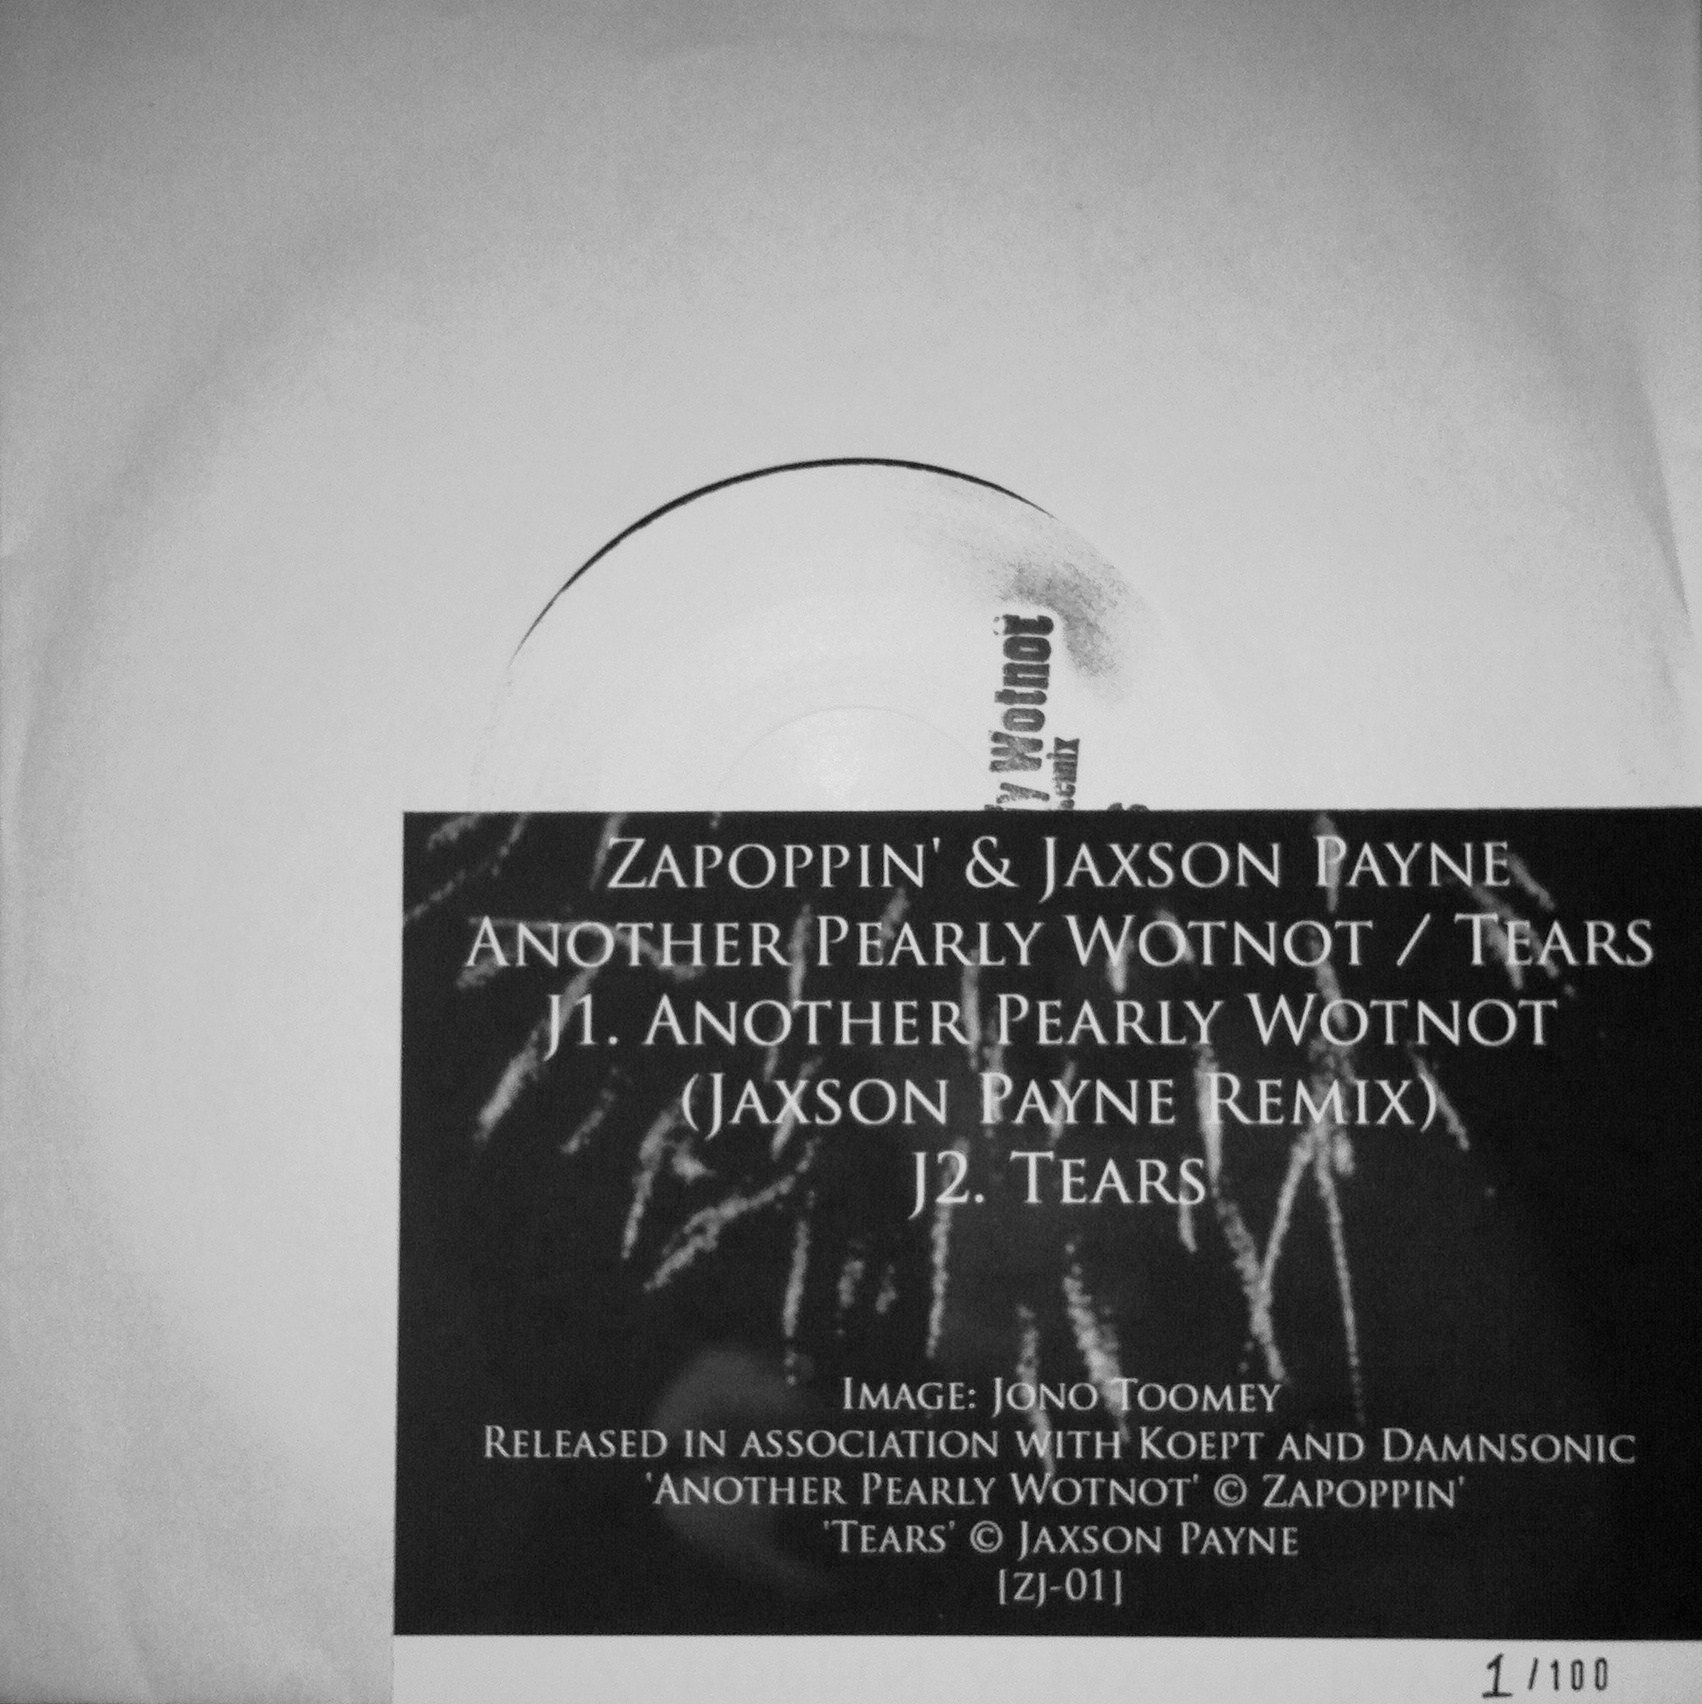 Wotnot
ZAPOPPIN' & JAXSON PAYNE
ANOTHER PEARLY WOTNOT / TEARS
J1. ANOTHER PEARLY WOTNOT
(JAXSON PAYNE REMIX)
J2. TEARS
IMAGE: JONO TOOMEY
RELEASED IN ASSOCIATION WITH KOEPT AND DAMNSONIC
'ANOTHER PEARLY WOTNOT' © ZAPOPPIN'
'TEARS' © JAXSON PAYNE
[ZJ-01]
1/100